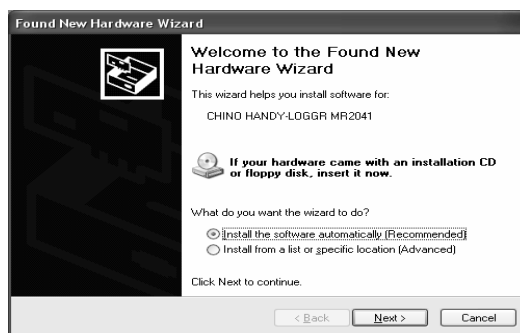 Found New Hardware Wizard
Welcome to the Found New
Hardware Wizard
This wizard helps you install software for:
CHINO HANDY-LOGGR MR2041
If your hardware came with an installation CD
or floppy disk, insert it now.
What do you want the wizard to do?
Install the software automatically (Recommended)
Install from a list or specific location (Advanced)
Click Next to continue.
< Back Next > Cancel